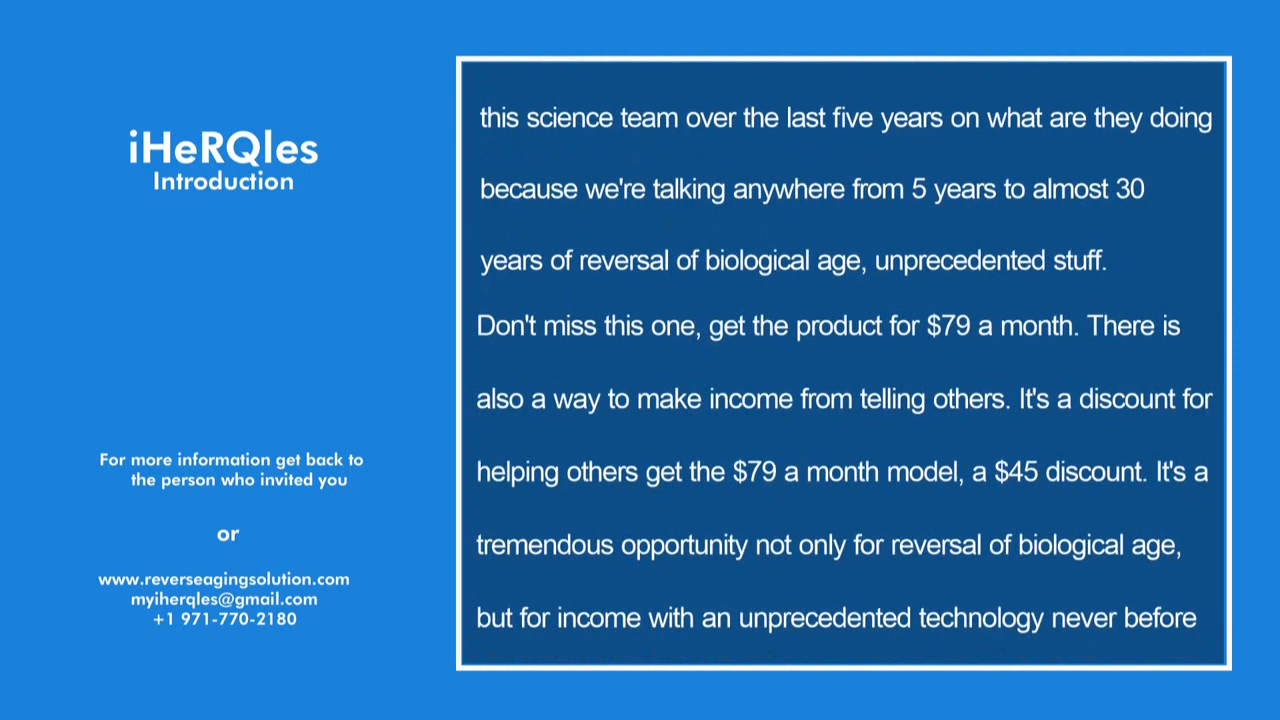 iHeRQles
Introduction
For more information get back to
the person who invited you
or
www.reverseagingsolution.com
myiherqles@gmail.com
+1 971-770-2180
this science team over the last five years on what are they doing
because we're talking anywhere from 5 years to almost 30
years of reversal of biological age, unprecedented stuff.
Don't miss this one, get the product for $79 a month. There is
also a way to make income from telling others. It's a discount for
helping others get the $79 a month model, a $45 discount. It's a
tremendous opportunity not only for reversal of biological age,
but for income with an unprecedented technology never before